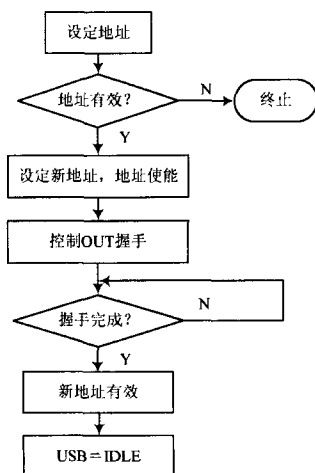 设定地址
地址有效?
N
终止
Y
设定新地址，地址使能
控制OUT握手
握手完成?
N
Y
新地址有效
USB=IDLE